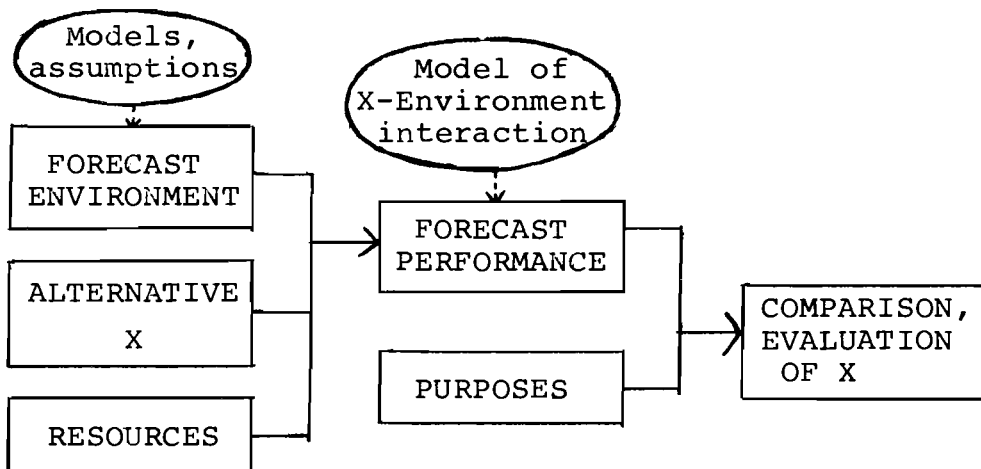 Models,
assumptions
Model of
X-Environment
interaction
FORECAST
ENVIRONMENT
FORECAST
PERFORMANCE
ALTERNATIVE
X
COMPARISON,
EVALUATION
OF X
PURPOSES
RESOURCES